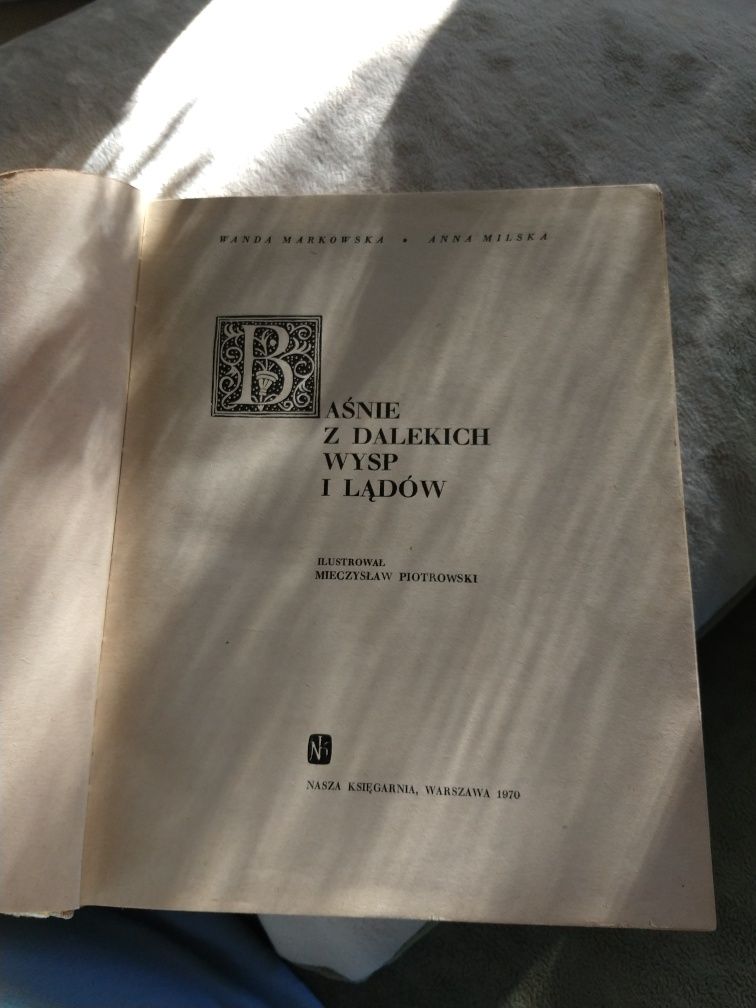 WANDA MARKOWSKA • ANNA MILSKA
BAŚNIE
Z DALEKICH
WYSP
I LĄDÓW
ILUSTROWAŁ
MIECZYSŁAW PIOTROWSKI
NK
NASZA KSIĘGARNIA, WARSZAWA 1970